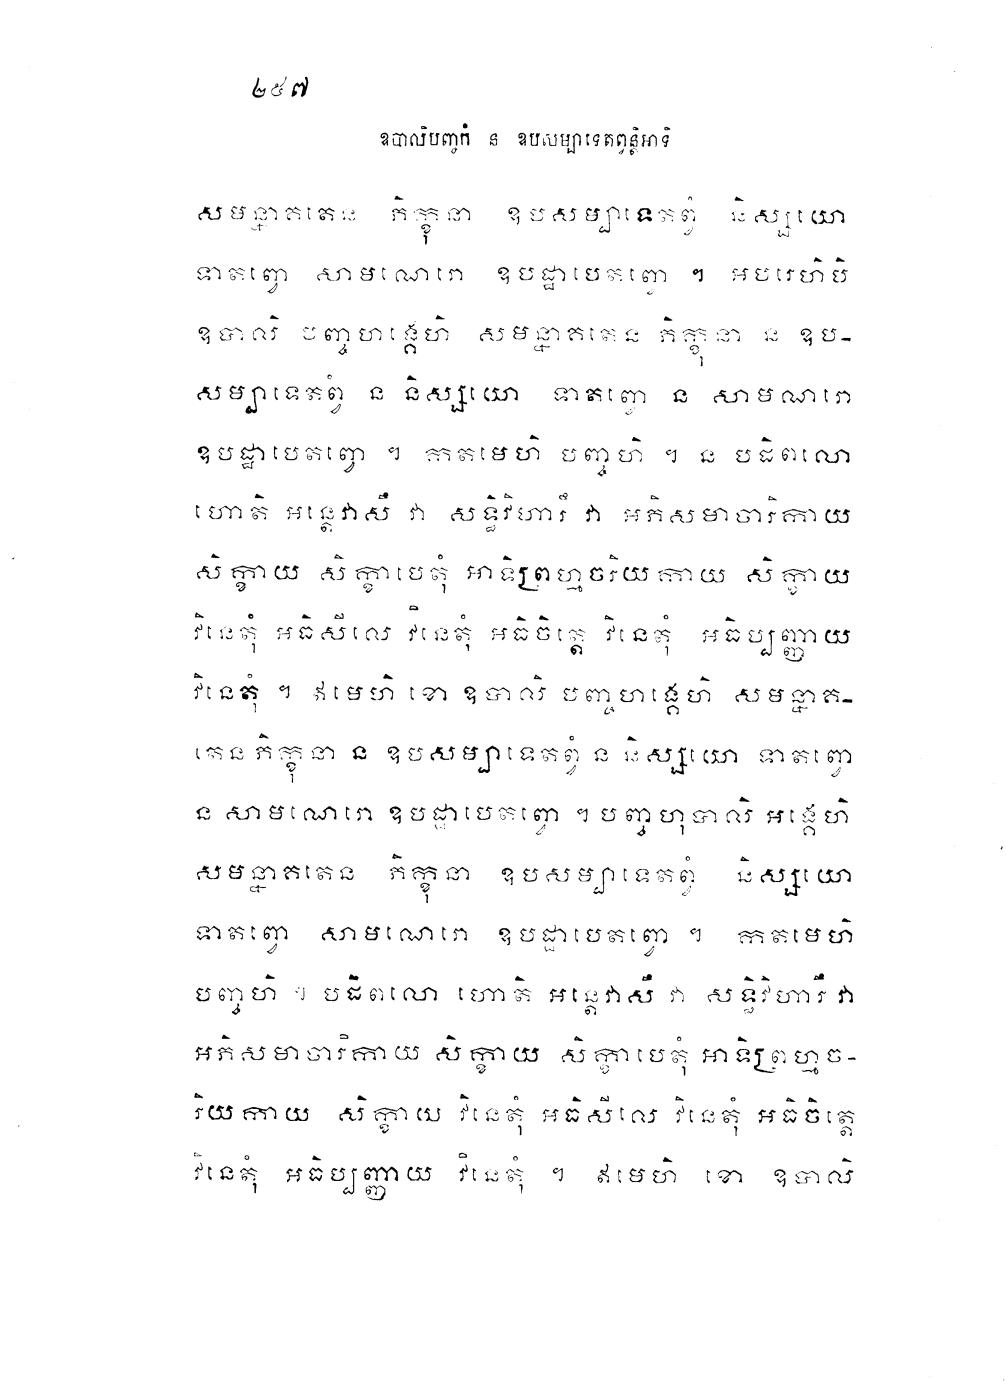 ២៥៧
ឧបាលិបញ្ចកំ ន ឧបសម្បាទេតព្វន្តិអាទិ
សមន្នាគតេន ភិក្ខុនា ឧបសម្បាទេតព្វំ និស្សយោ
ទាតព្វោ សាមណេរោ ឧបដ្ឋាបេតព្វោ ។ អបរេហិបិ
ឧបាលិ បញ្ចហង្គេហិ សមន្នាគតេន ភិក្ខុនា ន ឧប-
សម្បាទេតព្វំ ន និស្សយោ ទាតព្វោ ន សាមណរោ
ឧបដ្ឋាបេតព្វោ ។ កតមេហិ បញ្ចហិ ។ ន បដិពលោ
ហោតិ អន្តេវាសឹ វា សទ្ធិវិហារឹ វា អភិសមាចារិកាយ
សិក្ខាយ សិក្ខាបេតុំ អាទិព្រហ្មចរិយកាយ សិក្ខាយ
វិនេតុំ អធិសីលេ វិនេតុំ អធិចិត្តេ វិនេតុំ អធិប្បញ្ញាយ
វិនេតុំ ។ ឥមេហិ ខោ ឧបាលិ បញ្ចហង្គេហិ សមន្នាគ-
តេន ភិក្ខុនា ន ឧបសម្បាទេតព្វំ ន និស្សយោ ទាតព្វោ
ន សាមណេរោ ឧបដ្ឋាបេតព្វោ ។ បញ្ចហុបាលិ អង្គេហិ
សមន្នាគតេន ភិក្ខុនា ឧបសម្បាទេតព្វំ និស្សយោ
ទាតព្វោ សាមណេរោ ឧបដ្ឋាបេតព្វោ ។ កតមេហិ
បញ្ចហិ ។ បដិពលោ ហោតិ អន្តេវាសឹ វា សទ្ធិវិហារឹ វា
អភិសមាចារិកាយ សិក្ខាយ សិក្ខាបេតុំ អាទិព្រហ្មច-
រិយកាយ សិក្ខាយ វិនេតុំ អធិសីលេ វិនេតុំ អធិចិត្តេ
វិនេតុំ អធិប្បញ្ញាយ វិនេតុំ ។ ឥមេហិ ខោ ឧបាលិ